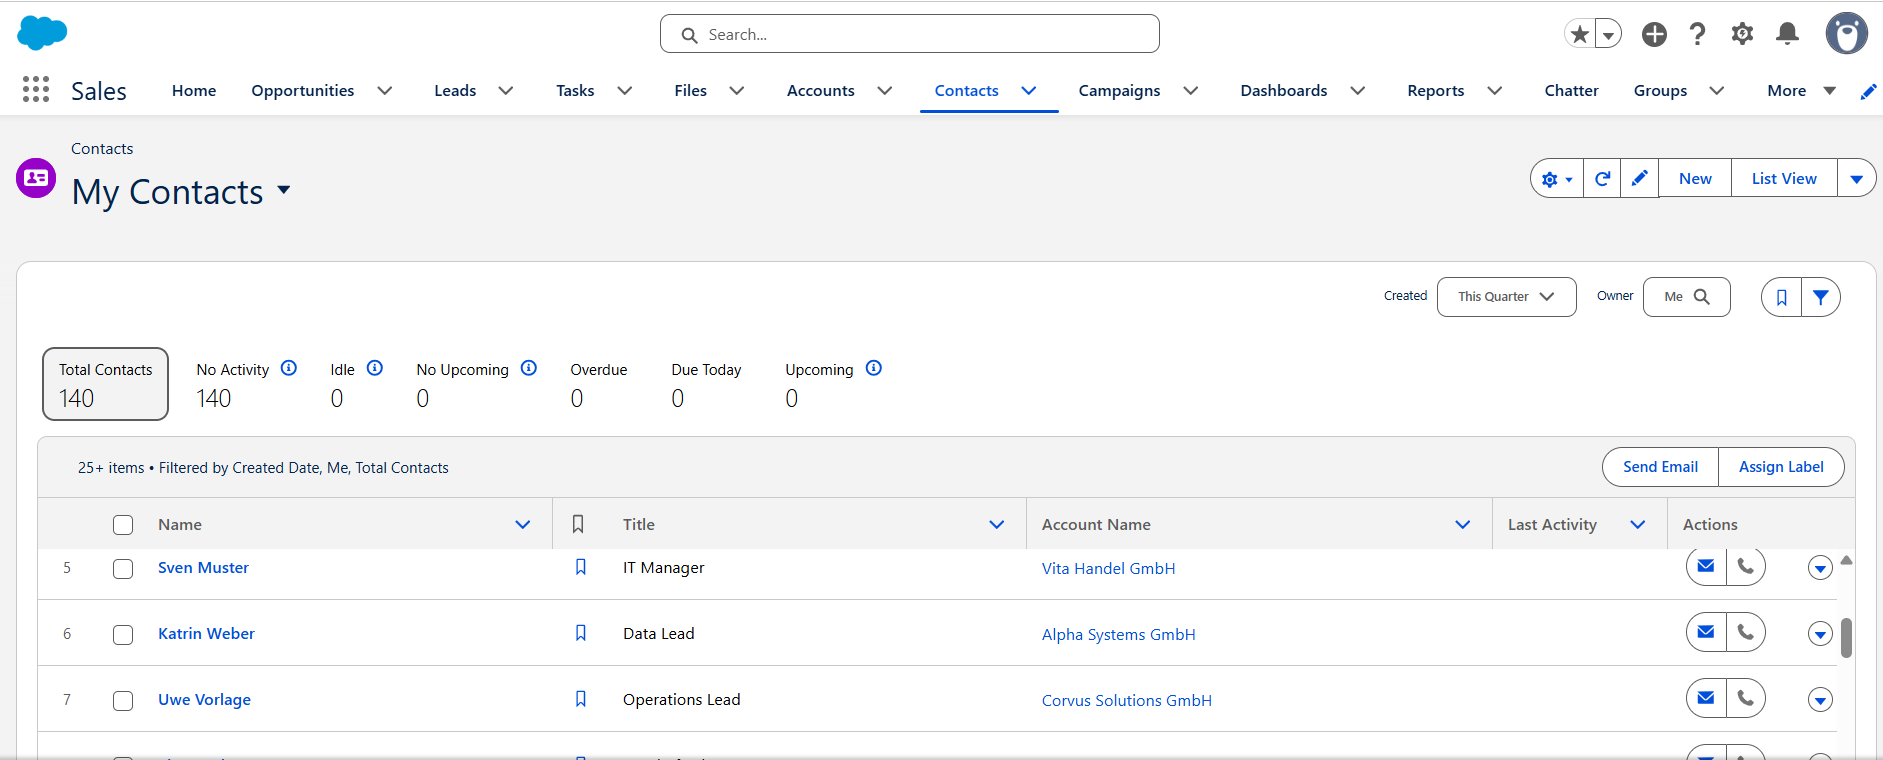 Search...
Sales Home Opportunities Leads Tasks Files Accounts Contacts Campaigns Dashboards Reports Chatter Groups More
Contacts
My Contacts
New List View
Created This Quarter Owner Me
Total Contacts No Activity Idle No Upcoming Overdue Due Today Upcoming
140 140 0 0 0 0 0
25+ items • Filtered by Created Date, Me, Total Contacts
Send Email Assign Label
Name Title Account Name Last Activity Actions
5 Sven Muster IT Manager Vita Handel GmbH
6 Katrin Weber Data Lead Alpha Systems GmbH
7 Uwe Vorlage Operations Lead Corvus Solutions GmbH